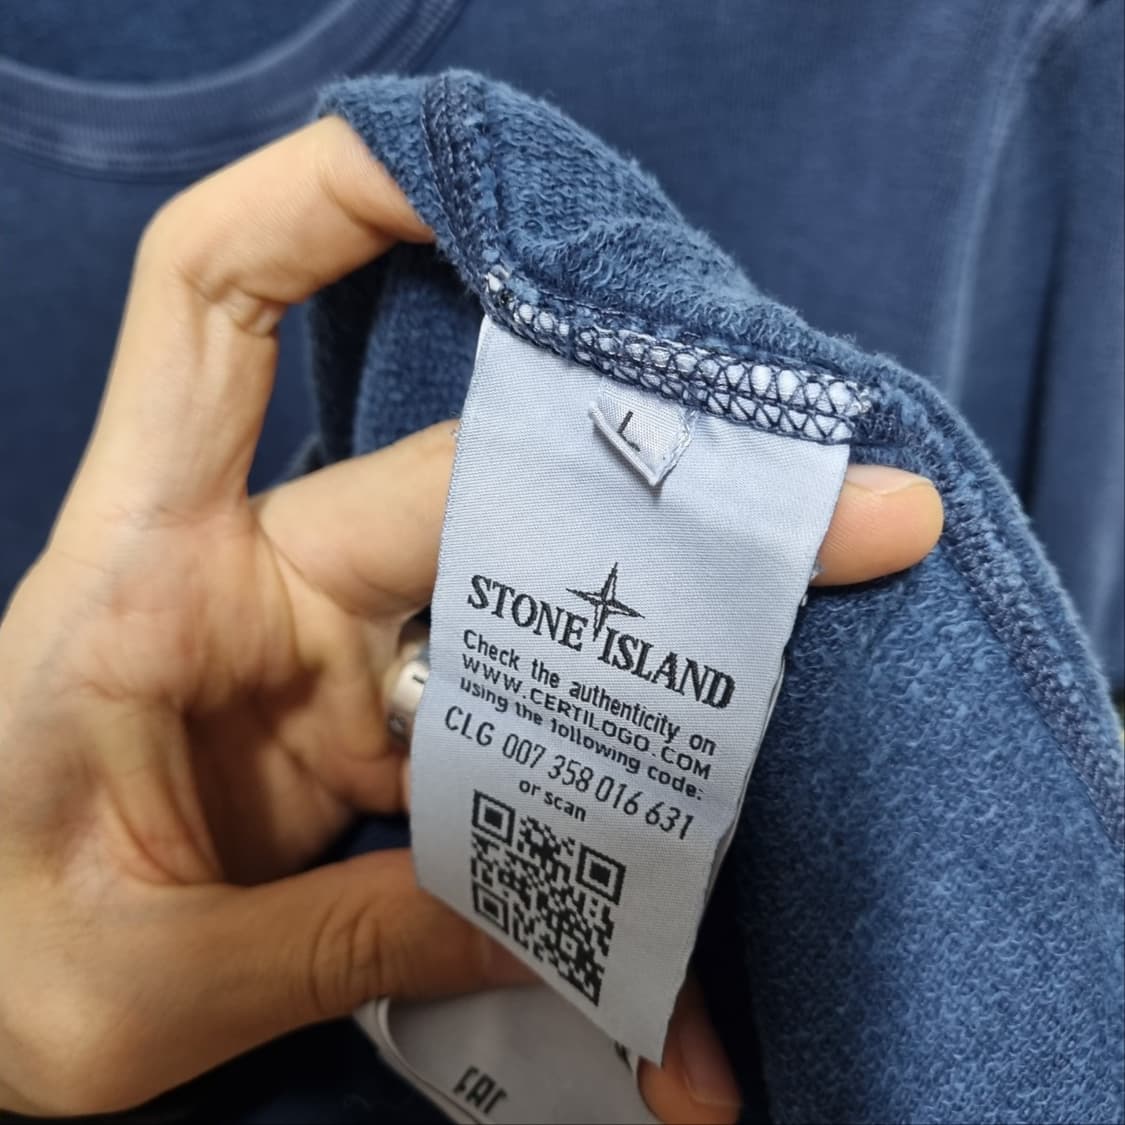 L
STONE ISLAND
Check the authenticity on
WWW.CERTILOGO.COM
using the following code:
CLG 007 358 016 631
or scan